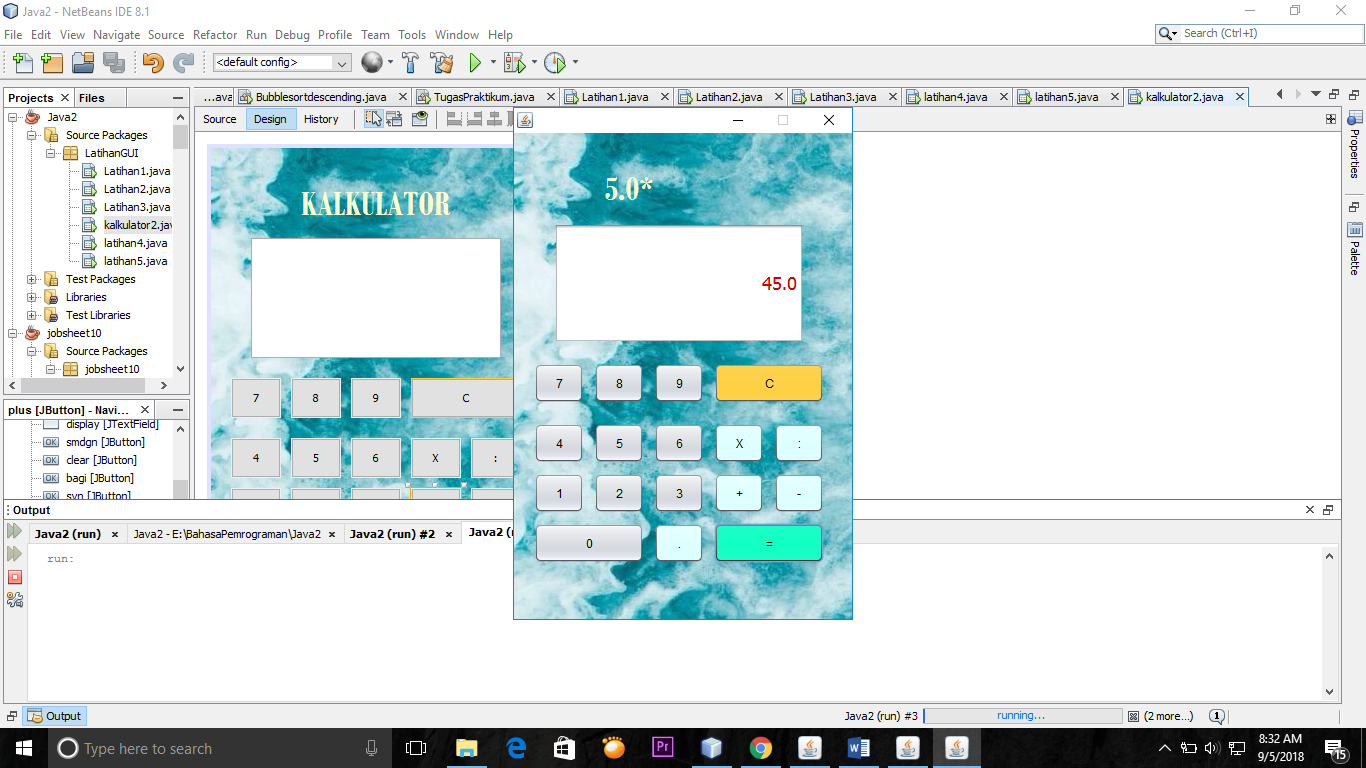 Java2 - NetBeans IDE 8.1
File Edit View Navigate Source Refactor Run Debug Profile Team Tools Window Help
Search (Ctrl+I)
<default config>
Projects Files
...ava Bubblesortdescending.java TugasPraktikum.java Latihan1.java Latihan2.java Latihan3.java latihan4.java latihan5.java kalkulator2.java
Source Design History
Java2
Source Packages
LatihanGUI
Latihan1.java
Latihan2.java
Latihan3.java
kalkulator2.jav
latihan4.java
latihan5.java
Test Packages
Libraries
Test Libraries
jobsheet10
Source Packages
jobsheet10
plus [JButton] - Navi...
display [JTextField]
OK smdgn [JButton]
OK clear [JButton]
OK bagi [JButton]
OK syn [JButton]
KALKULATOR
7 8 9 C
4 5 6 X :
5.0*
45.0
7 8 9 C
4 5 6 X :
1 2 3 + -
0 . =
Properties
Palette
Output
Java2 (run) Java2 - E:\BahasaPemrograman\Java2 Java2 (run) #2 Java2 (r
run:
Output
Java2 (run) #3 running... (2 more...) 1
Type here to search
Pr
8:32 AM
9/5/2018
15